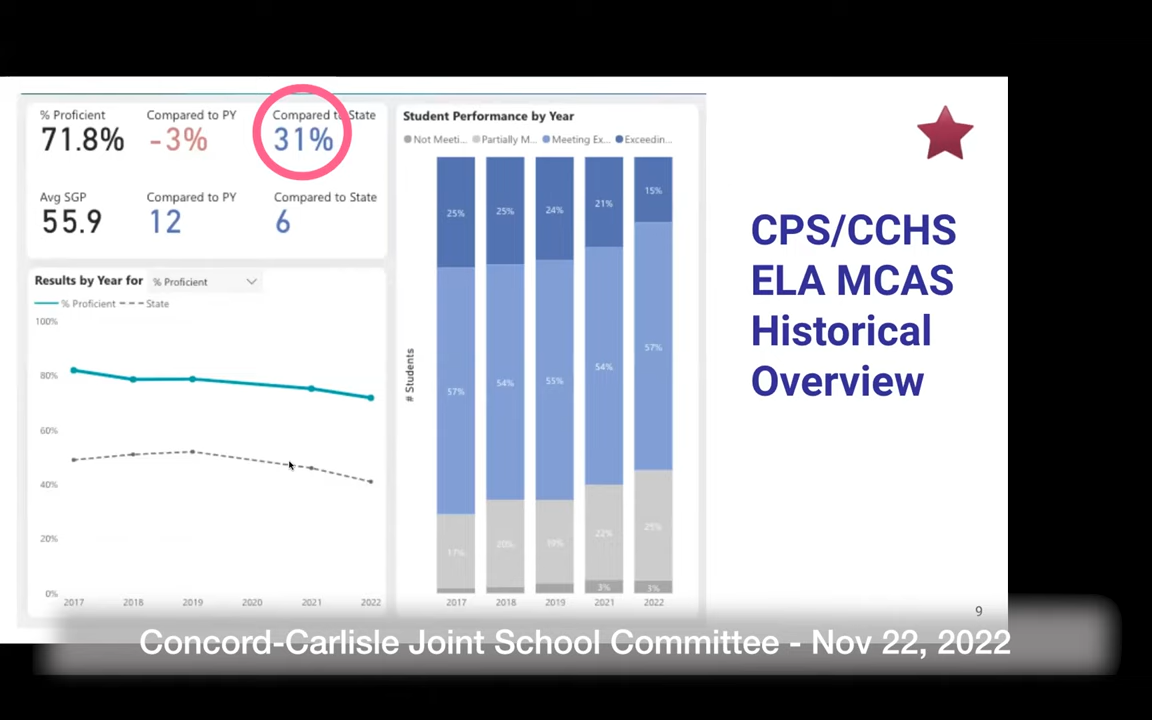 % Proficient Compared to PY Compared to State
71.8% -3% 31%
Avg SGP Compared to PY Compared to State
55.9 12 6
Results by Year for % Proficient
% Proficient State
100%
80%
60%
40%
20%
0%
2017 2018 2019 2020 2021 2022
Student Performance by Year
Not Meeti... Partially M... Meeting Ex... Exceedin...
# Students
25% 25% 24% 21% 15%
57% 54% 55% 54% 57%
17% 20% 19% 22% 25%
3% 3%
2017 2018 2019 2021 2022
CPS/CCHS
ELA MCAS
Historical
Overview
9
Concord-Carlisle Joint School Committee - Nov 22, 2022